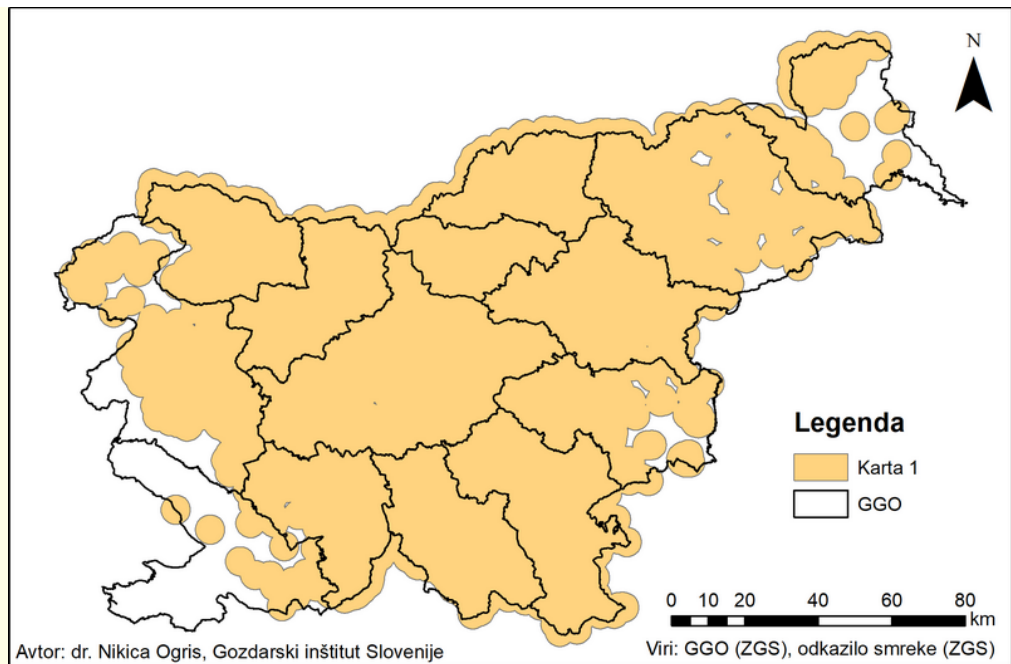 N
Legenda
Karta 1
GGO
0 5 10 20 40 60 80
km
Avtor: dr. Nikica Ogris, Gozdarski inštitut Slovenije
Viri: GGO (ZGS), odkazilo smreke (ZGS)